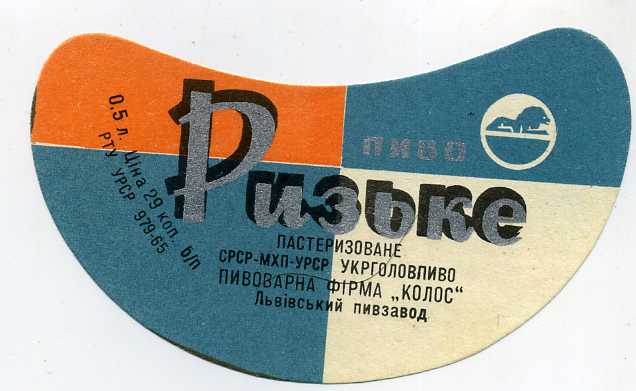 пиво
Ризьке
ПАСТЕРИЗОВАНЕ
СРСР-МХП-УРСР УКРГОЛОВПИВО
ПИВОВАРНА ФІРМА „КОЛОС“
Львівський пивзавод
0,5 л. Ціна 29 коп. б/п
РТУ УРСР 979-65